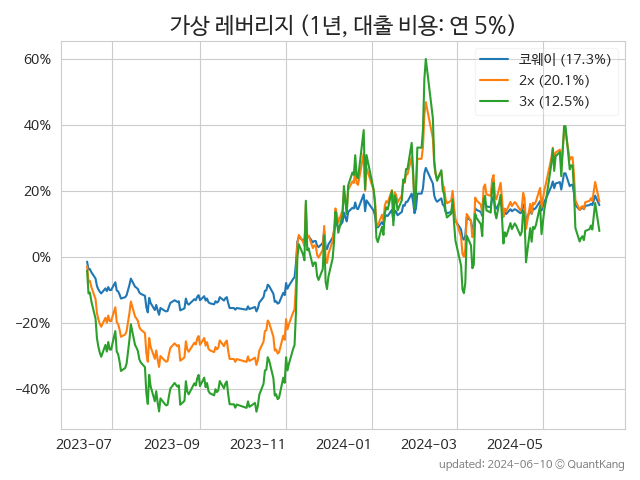 가상 레버리지 (1년, 대출 비용: 연 5%)
60%
40%
20%
0%
−20%
−40%
코웨이 (17.3%)
2x (20.1%)
3x (12.5%)
2023-07 2023-09 2023-11 2024-01 2024-03 2024-05
updated: 2024-06-10 © QuantKang